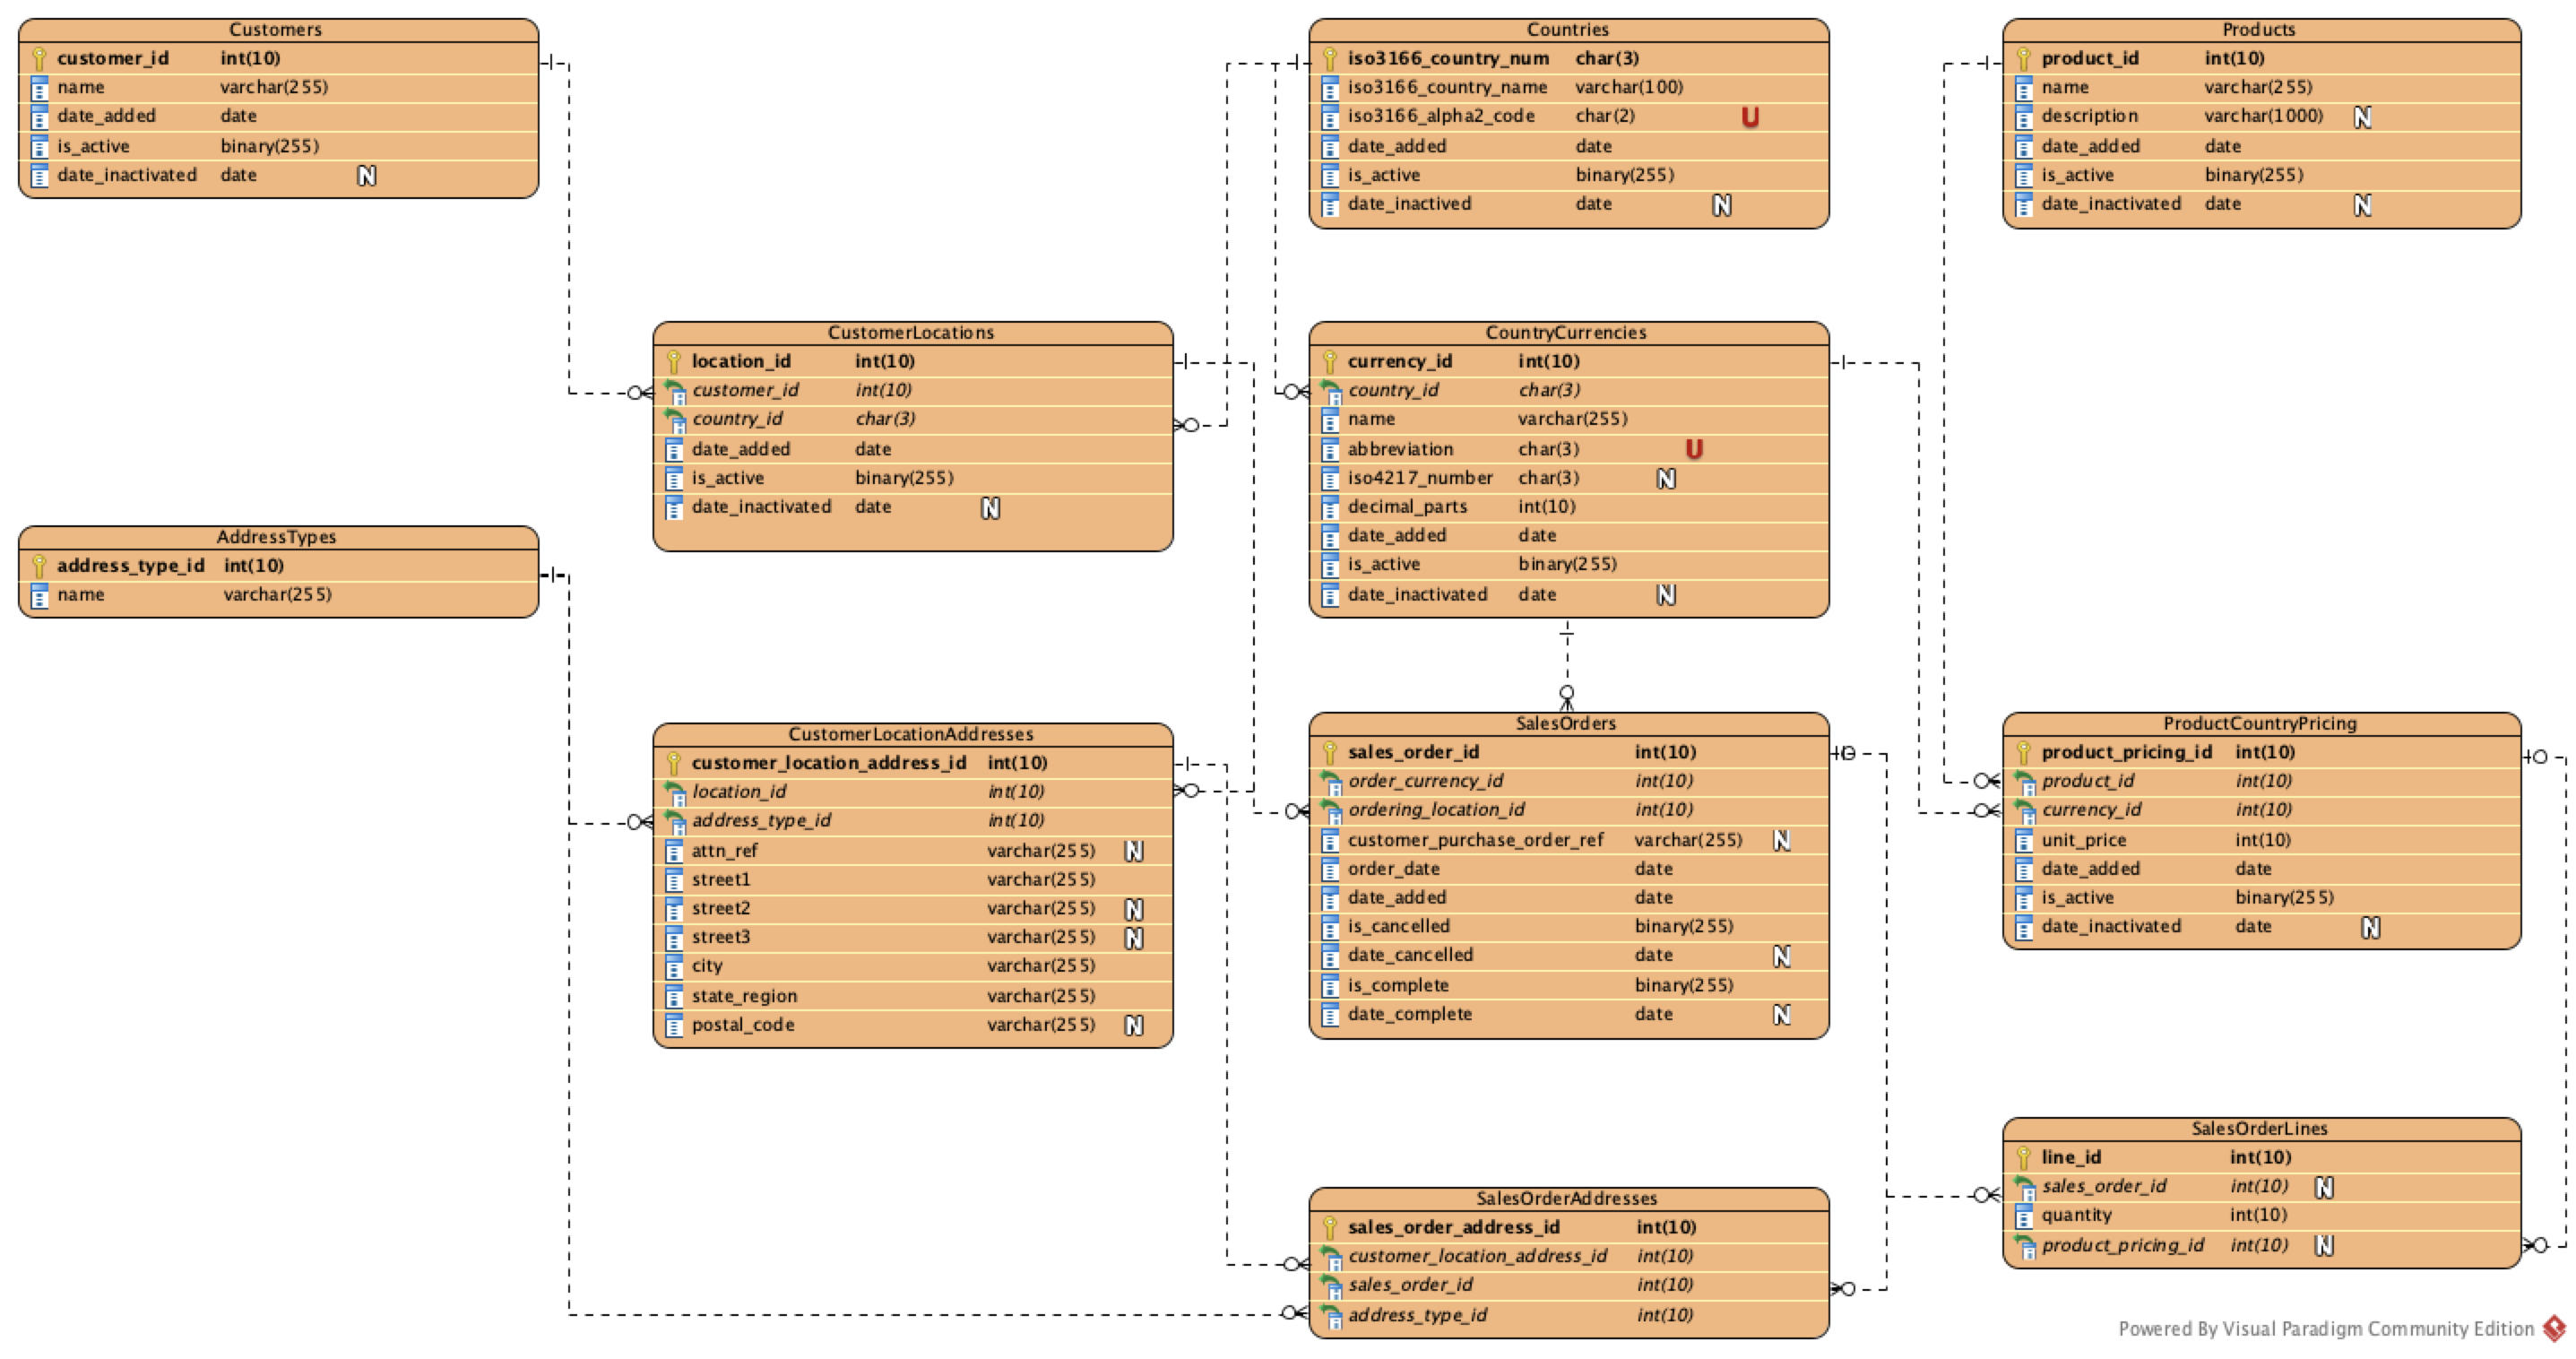 Customers
customer_id int(10)
name varchar(255)
date_added date
is_active binary(255)
date_inactivated date N
Countries
iso3166_country_num char(3)
iso3166_country_name varchar(100)
iso3166_alpha2_code char(2) U
date_added date
is_active binary(255)
date_inactived date N
Products
product_id int(10)
name varchar(255)
description varchar(1000) N
date_added date
is_active binary(255)
date_inactivated date N
CustomerLocations
location_id int(10)
customer_id int(10)
country_id char(3)
date_added date
is_active binary(255)
date_inactivated date N
CountryCurrencies
currency_id int(10)
country_id char(3)
name varchar(255)
abbreviation char(3) U
iso4217_number char(3) N
decimal_parts int(10)
date_added date
is_active binary(255)
date_inactivated date N
AddressTypes
address_type_id int(10)
name varchar(255)
CustomerLocationAddresses
customer_location_address_id int(10)
location_id int(10)
address_type_id int(10)
attn_ref varchar(255) N
street1 varchar(255)
street2 varchar(255) N
street3 varchar(255) N
city varchar(255)
state_region varchar(255)
postal_code varchar(255) N
SalesOrders
sales_order_id int(10)
order_currency_id int(10)
ordering_location_id int(10)
customer_purchase_order_ref varchar(255) N
order_date date
date_added date
is_cancelled binary(255)
date_cancelled date N
is_complete binary(255)
date_complete date N
ProductCountryPricing
product_pricing_id int(10)
product_id int(10)
currency_id int(10)
unit_price int(10)
date_added date
is_active binary(255)
date_inactivated date N
SalesOrderLines
line_id int(10)
sales_order_id int(10) N
quantity int(10)
product_pricing_id int(10) N
SalesOrderAddresses
sales_order_address_id int(10)
customer_location_address_id int(10)
sales_order_id int(10)
address_type_id int(10)
Powered By Visual Paradigm Community Edition